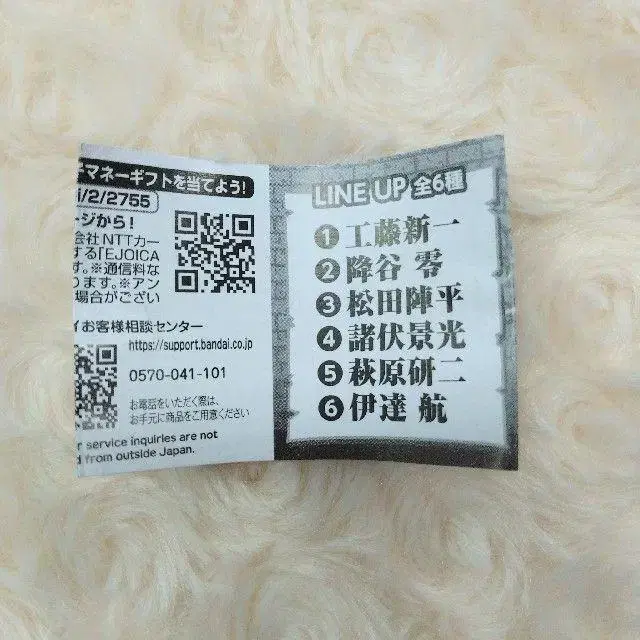 マネーギフトを当てよう!
/2/2755
ージから!
会社NTTカー
する「EJOICA
す。※通信料な
ります。※アン
場合がござい
イお客様相談センター
https://support.bandai.co.jp
0570-041-101
お電話をいただく際は、
お手元に商品をご用意ください
r service inquiries are not
d from outside Japan.
LINE UP 全6種
1 工藤新一
2 降谷 零
3 松田陣平
4 諸伏景光
5 萩原研二
6 伊達 航